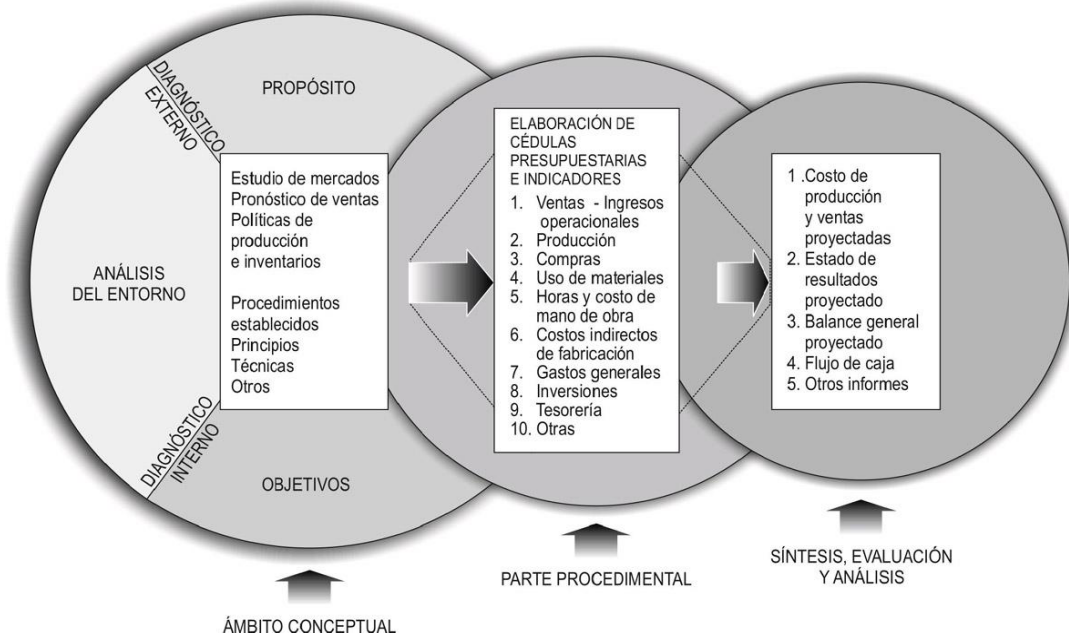 PROPÓSITO
DIAGNÓSTICO
EXTERNO
ANÁLISIS
DEL ENTORNO
DIAGNÓSTICO
INTERNO
OBJETIVOS
Estudio de mercados
Pronóstico de ventas
Políticas de
producción
e inventarios
Procedimientos
establecidos
Principios
Técnicas
Otros
ÁMBITO CONCEPTUAL
ELABORACIÓN DE
CÉDULAS
PRESUPUESTARIAS
E INDICADORES
1. Ventas - Ingresos
operacionales
2. Producción
3. Compras
4. Uso de materiales
5. Horas y costo de
mano de obra
6. Costos indirectos
de fabricación
7. Gastos generales
8. Inversiones
9. Tesorería
10. Otras
PARTE PROCEDIMENTAL
1 .Costo de
producción
y ventas
proyectadas
2. Estado de
resultados
proyectado
3. Balance general
proyectado
4. Flujo de caja
5. Otros informes
SÍNTESIS, EVALUACIÓN
Y ANÁLISIS